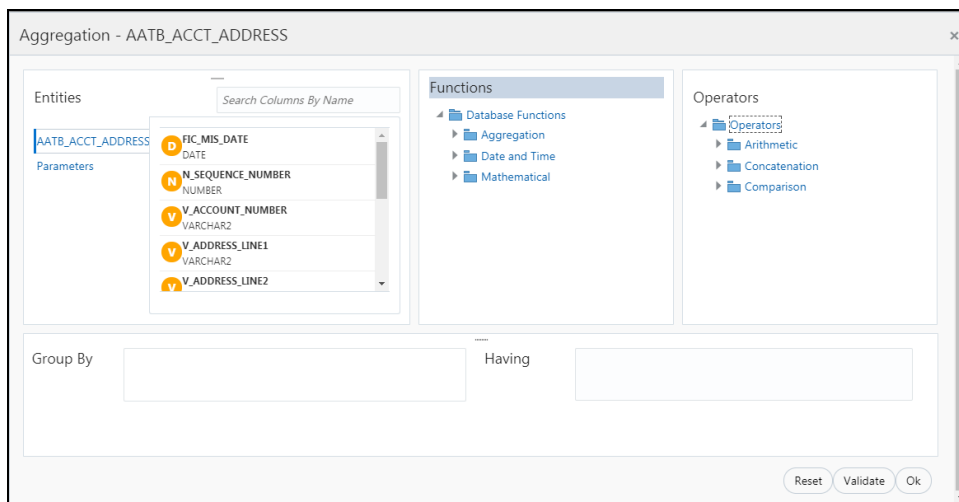 Aggregation - AATB_ACCT_ADDRESS
×
Entities
Search Columns By Name
AATB_ACCT_ADDRESS
Parameters
D FIC_MIS_DATE
DATE
N N_SEQUENCE_NUMBER
NUMBER
V V_ACCOUNT_NUMBER
VARCHAR2
V V_ADDRESS_LINE1
VARCHAR2
V V_ADDRESS_LINE2
Functions
Database Functions
Aggregation
Date and Time
Mathematical
Operators
Operators
Arithmetic
Concatenation
Comparison
Group By
Having
Reset
Validate
Ok